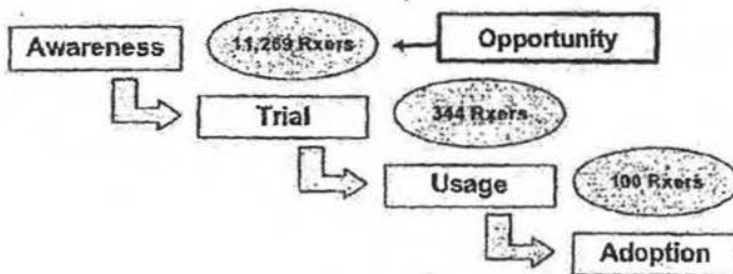 Awareness
11,269 Rxers
Opportunity
Trial
344 Rxers
Usage
100 Rxers
Adoption